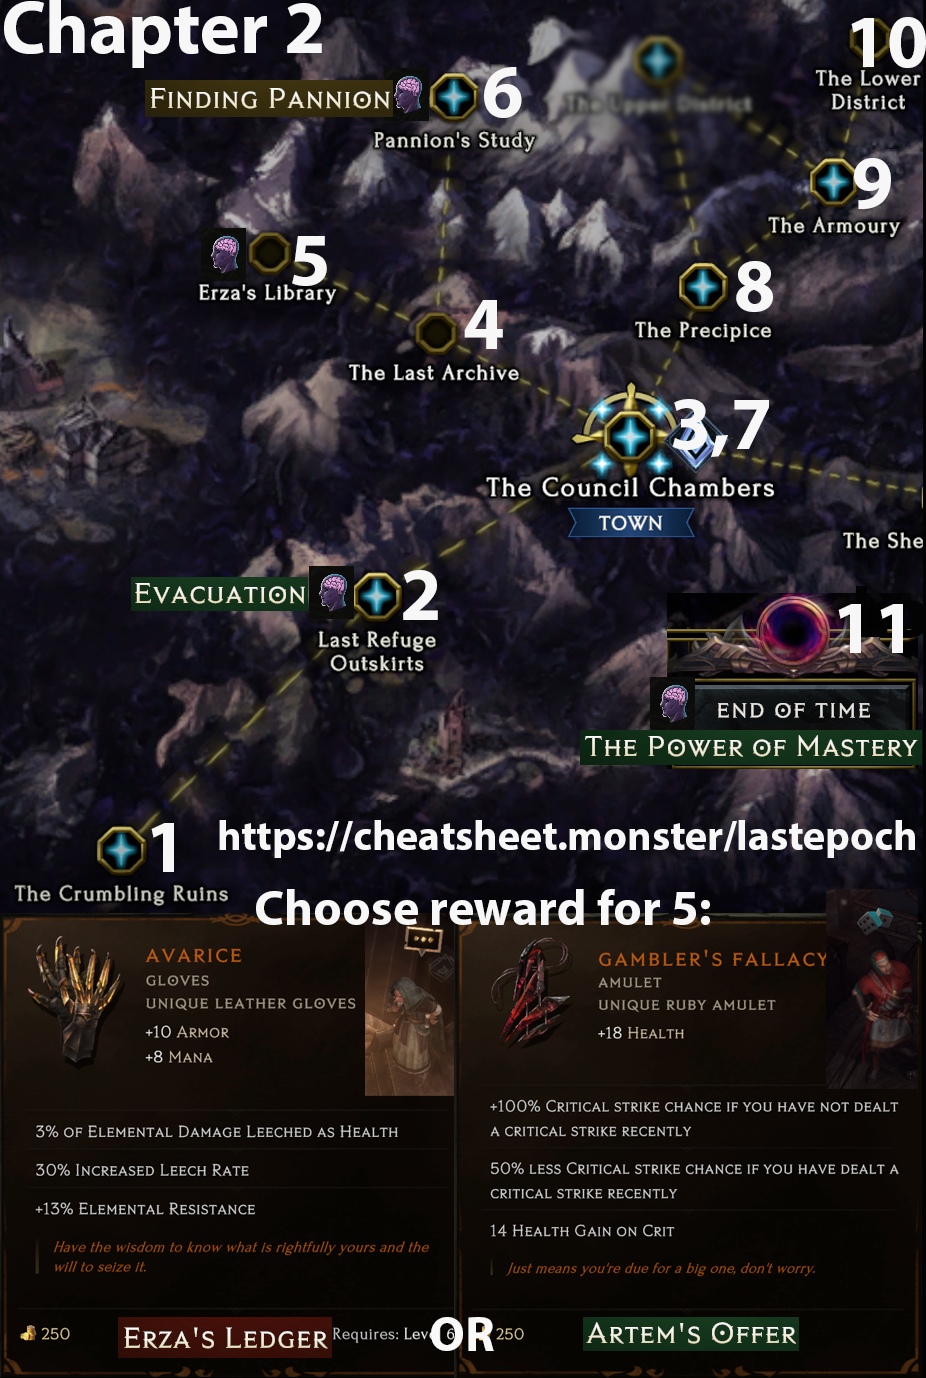 Chapter 2
10
The Lower
District
Finding Pannion
6
Pannion's Study
The Upper District
9
The Armoury
5
Erza's Library
8
The Precipice
4
The Last Archive
3,7
The Council Chambers
TOWN
The She
Evacuation
2
Last Refuge
Outskirts
11
END OF TIME
The Power of Mastery
1
The Crumbling Ruins
https://cheatsheet.monster/lastepoch
Choose reward for 5:
AVARICE
GLOVES
UNIQUE LEATHER GLOVES
+10 Armor
+8 Mana
3% of Elemental Damage Leeched as Health
30% Increased Leech Rate
+13% Elemental Resistance
Have the wisdom to know what is rightfully yours and the
will to seize it.
250
Erza's Ledger
Requires: Level 6
GAMBLER'S FALLACY
AMULET
UNIQUE RUBY AMULET
+18 Health
+100% Critical strike chance if you have not dealt
a critical strike recently
50% less Critical strike chance if you have dealt a
critical strike recently
14 Health Gain on Crit
Just means you're due for a big one, don't worry.
OR
250
Artem's Offer